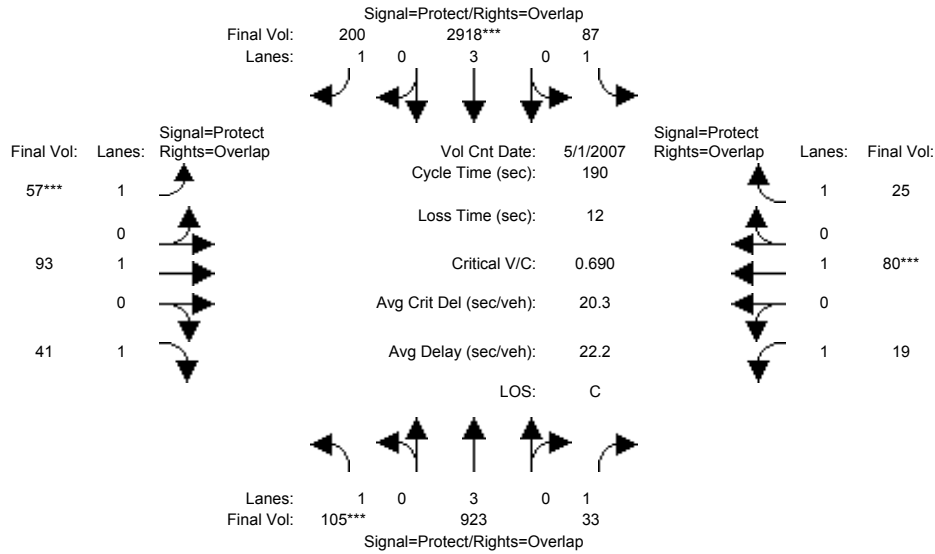 Signal=Protect/Rights=Overlap
Final Vol: 200 2918*** 87
Lanes: 1 0 3 0 1
Signal=Protect
Final Vol: Lanes: Rights=Overlap
Vol Cnt Date: 5/1/2007
Signal=Protect
Rights=Overlap Lanes: Final Vol:
Cycle Time (sec): 190
57*** 1
1 25
Loss Time (sec): 12
0
0
93 1
Critical V/C: 0.690
1 80***
0
Avg Crit Del (sec/veh): 20.3
0
41 1
Avg Delay (sec/veh): 22.2
1 19
LOS: C
Lanes: 1 0 3 0 1
Final Vol: 105*** 923 33
Signal=Protect/Rights=Overlap